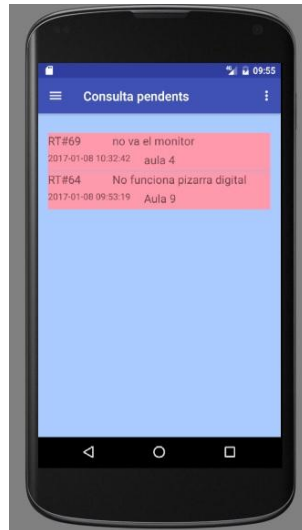 09:55
Consulta pendents
RT#69 no va el monitor
2017-01-08 10:32:42 aula 4
RT#64 No funciona pizarra digital
2017-01-08 09:53:19 Aula 9